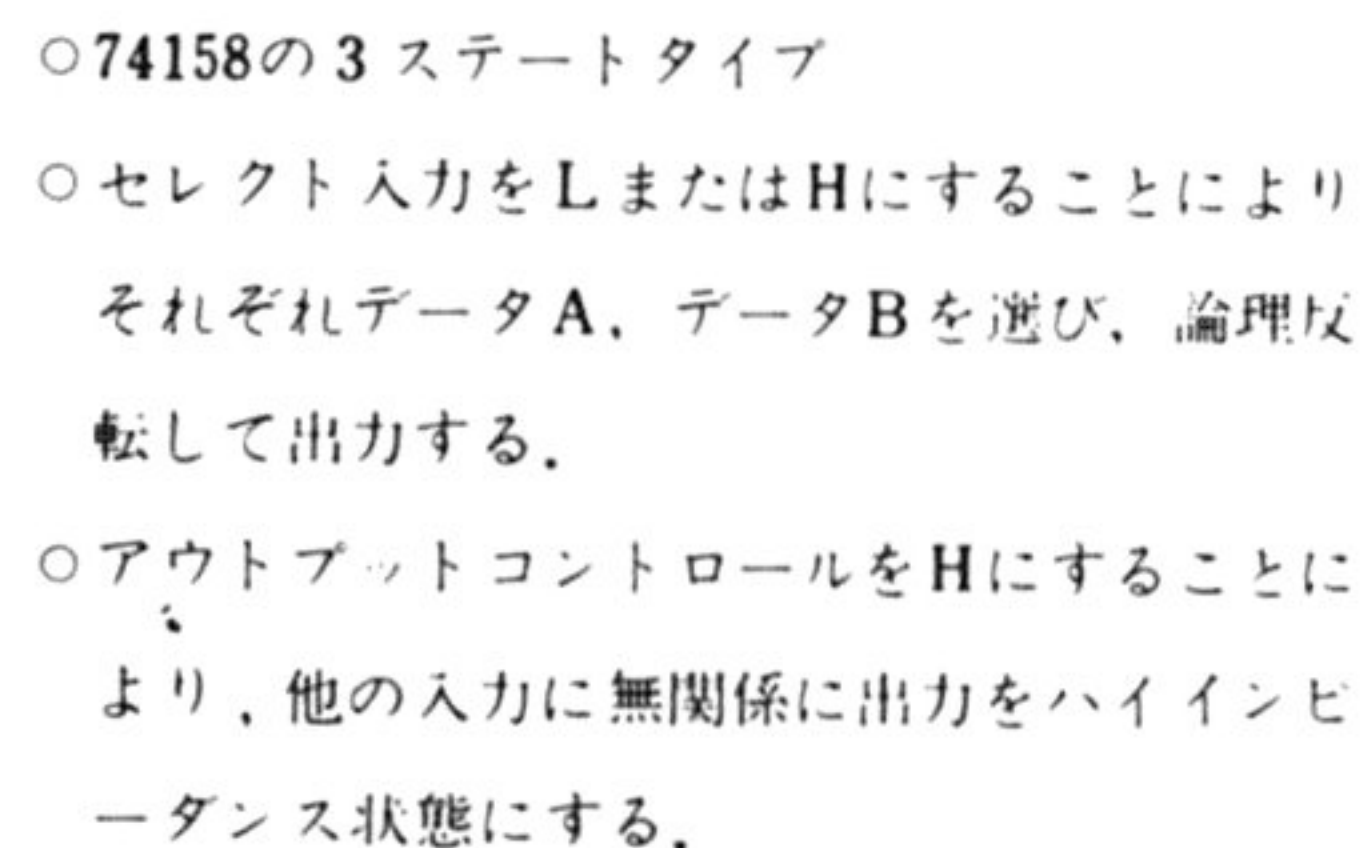 ○74158の3ステートタイプ
○セレクト入力をLまたはHにすることにより
それぞれデータA，データBを選び，論理反
転して出力する．
○アウトプットコントロールをHにすることに
より，他の入力に無関係に出力をハイインピ
ーダンス状態にする．